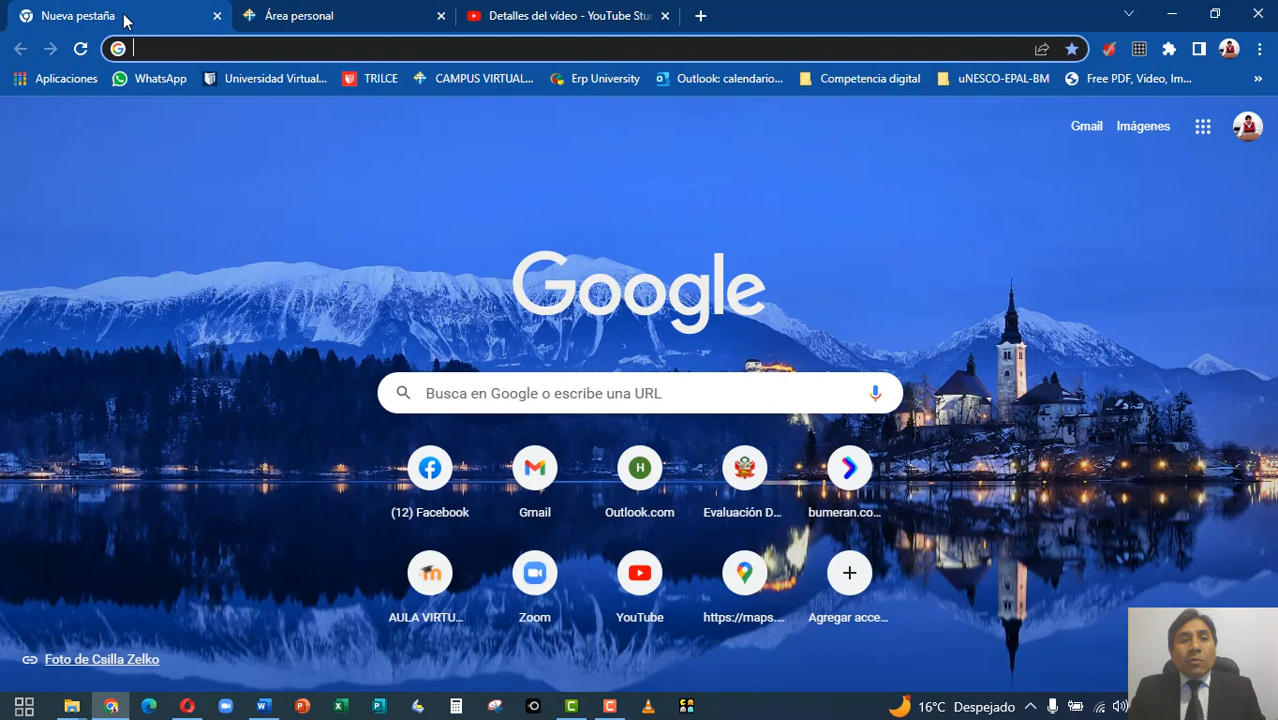 Nueva pestaña
Área personal
Detalles del vídeo - YouTube Stu
Aplicaciones
WhatsApp
Universidad Virtual...
TRILCE
CAMPUS VIRTUAL...
Erp University
Outlook: calendario...
Competencia digital
uNESCO-EPAL-BM
Free PDF, Video, Im...
»
Gmail
Imágenes
Google
Busca en Google o escribe una URL
(12) Facebook
Gmail
Outlook.com
Evaluación D...
bumeran.co...
AULA VIRTU...
Zoom
YouTube
https://maps....
Agregar acce...
Foto de Csilla Zelko
16°C Despejado